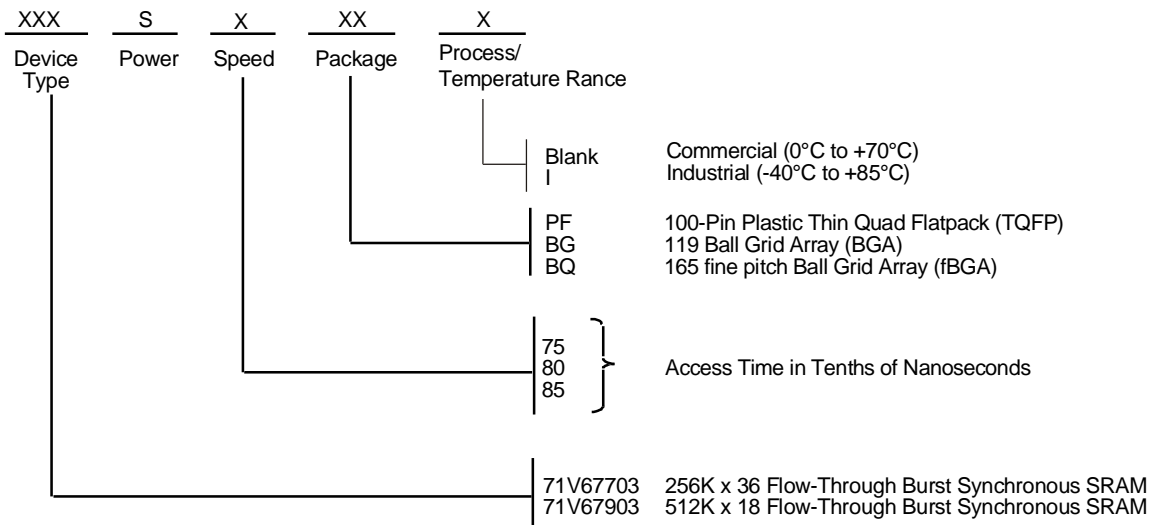 XXX S X XX X
Device Type Power Speed Package Process/
Temperature Rance
Blank Commercial (0°C to +70°C)
I Industrial (-40°C to +85°C)
PF 100-Pin Plastic Thin Quad Flatpack (TQFP)
BG 119 Ball Grid Array (BGA)
BQ 165 fine pitch Ball Grid Array (fBGA)
75
80 Access Time in Tenths of Nanoseconds
85
71V67703 256K x 36 Flow-Through Burst Synchronous SRAM
71V67903 512K x 18 Flow-Through Burst Synchronous SRAM